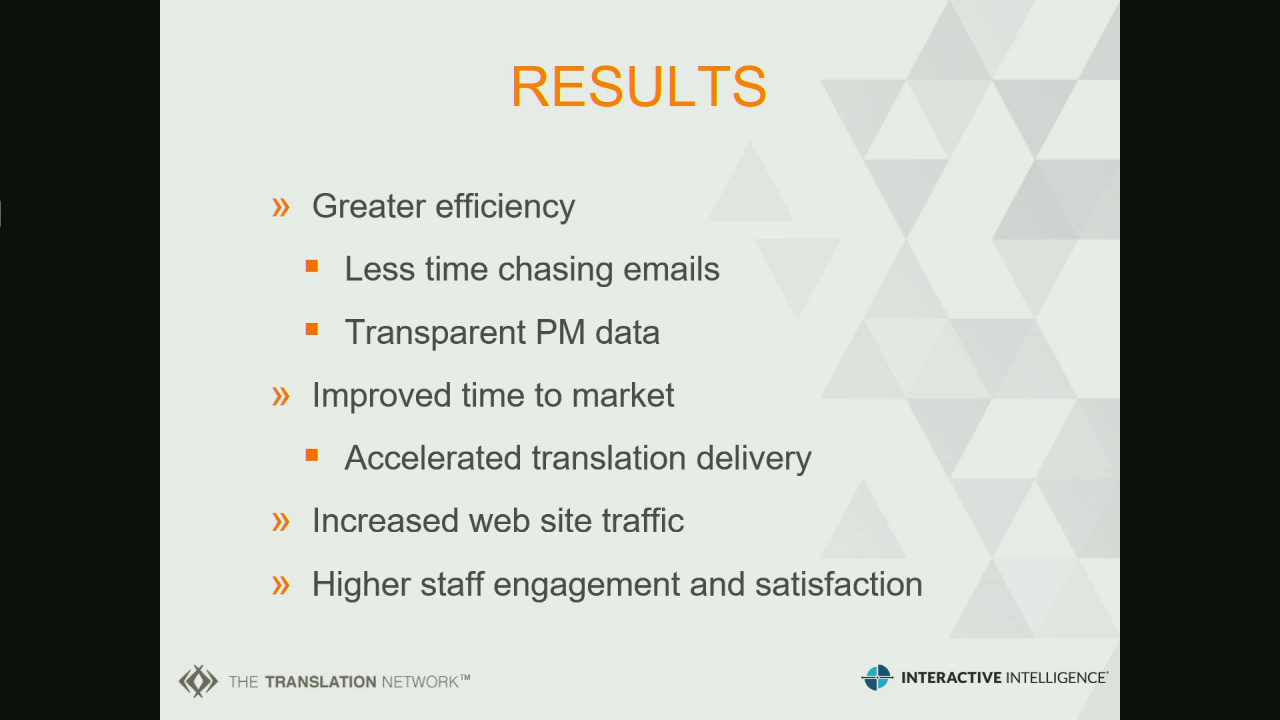 RESULTS
» Greater efficiency
▪ Less time chasing emails
▪ Transparent PM data
» Improved time to market
▪ Accelerated translation delivery
» Increased web site traffic
» Higher staff engagement and satisfaction
THE TRANSLATION NETWORK™
INTERACTIVE INTELLIGENCE